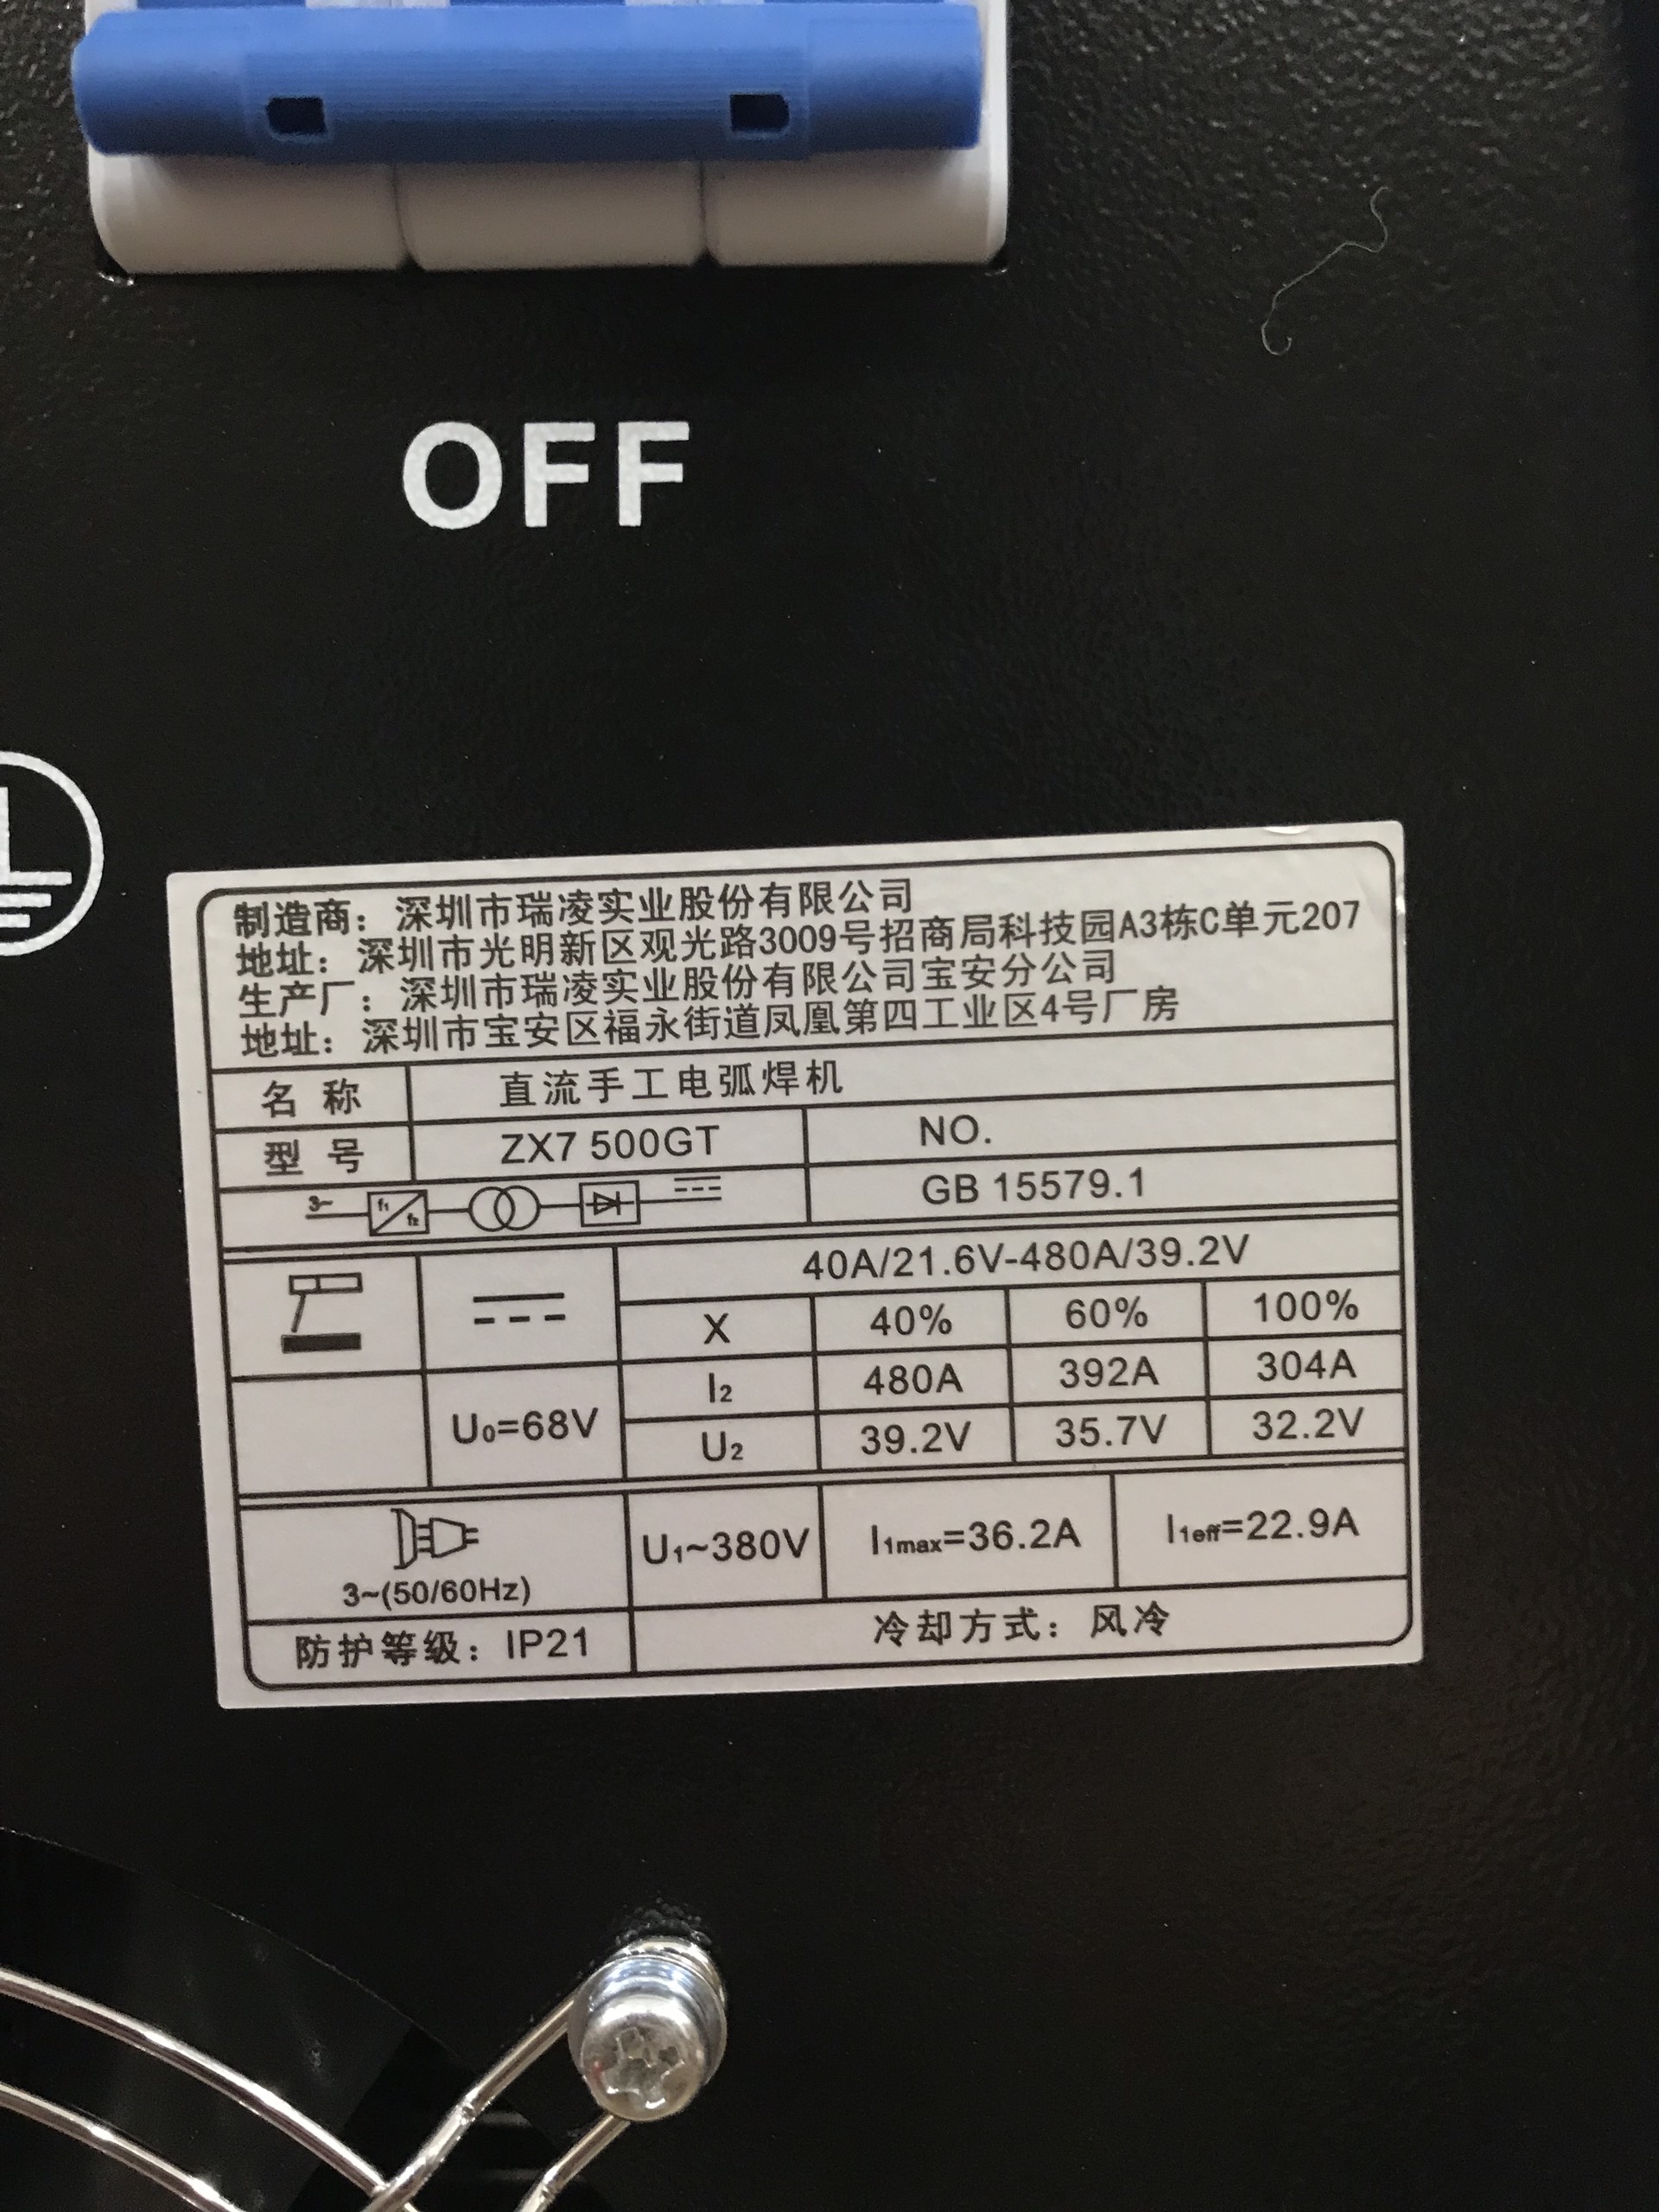 OFF
制造商：深圳市瑞凌实业股份有限公司
地址：深圳市光明新区观光路3009号招商局科技园A3栋C单元207
生产厂：深圳市瑞凌实业股份有限公司宝安分公司
地址：深圳市宝安区福永街道凤凰第四工业区4号厂房
名 称 直流手工电弧焊机
型 号 ZX7 500GT NO.
3~ f₁ f₂ GB 15579.1
40A/21.6V-480A/39.2V
X 40% 60% 100%
I₂ 480A 392A 304A
U₀=68V
U₂ 39.2V 35.7V 32.2V
U₁~380V I₁max=36.2A I₁eff=22.9A
3~(50/60Hz)
防护等级：IP21 冷却方式：风冷